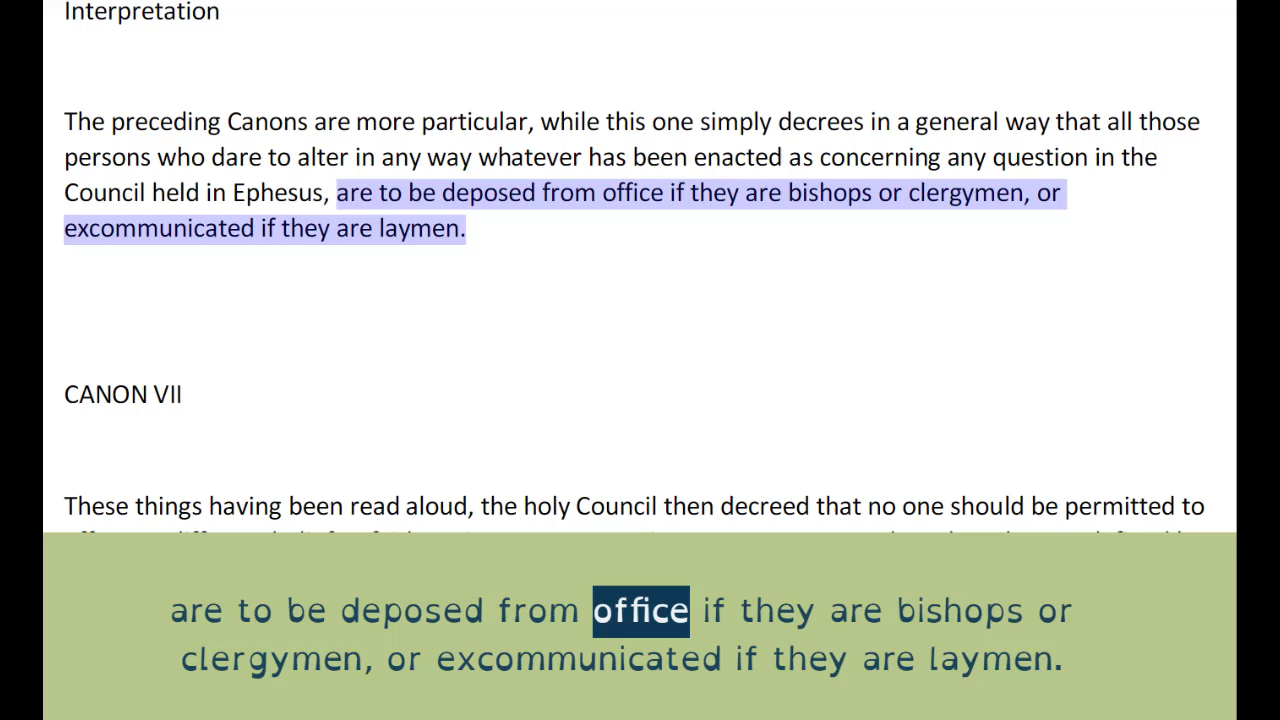 Interpretation
The preceding Canons are more particular, while this one simply decrees in a general way that all those
persons who dare to alter in any way whatever has been enacted as concerning any question in the
Council held in Ephesus, are to be deposed from office if they are bishops or clergymen, or
excommunicated if they are laymen.
CANON VII
These things having been read aloud, the holy Council then decreed that no one should be permitted to
are to be deposed from office if they are bishops or
clergymen, or excommunicated if they are laymen.